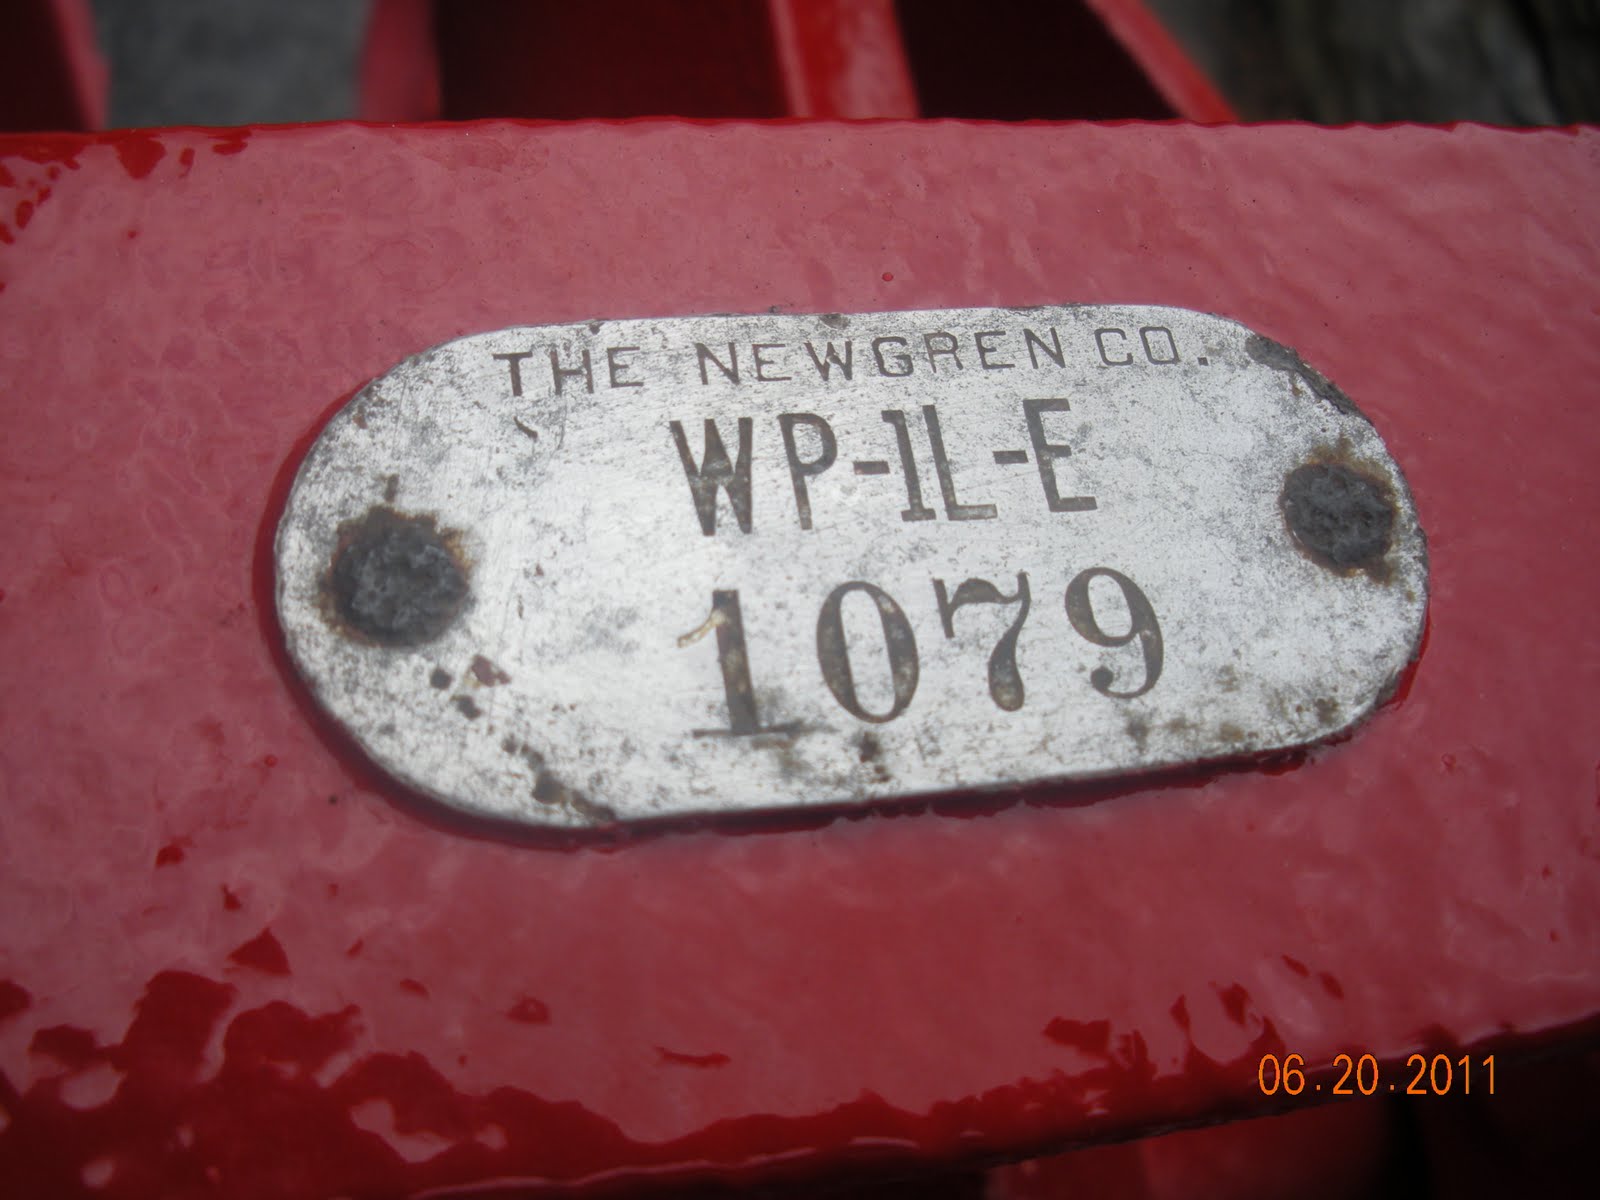 THE NEWGREN CO.
WP-1L-E
1079
06.20.2011